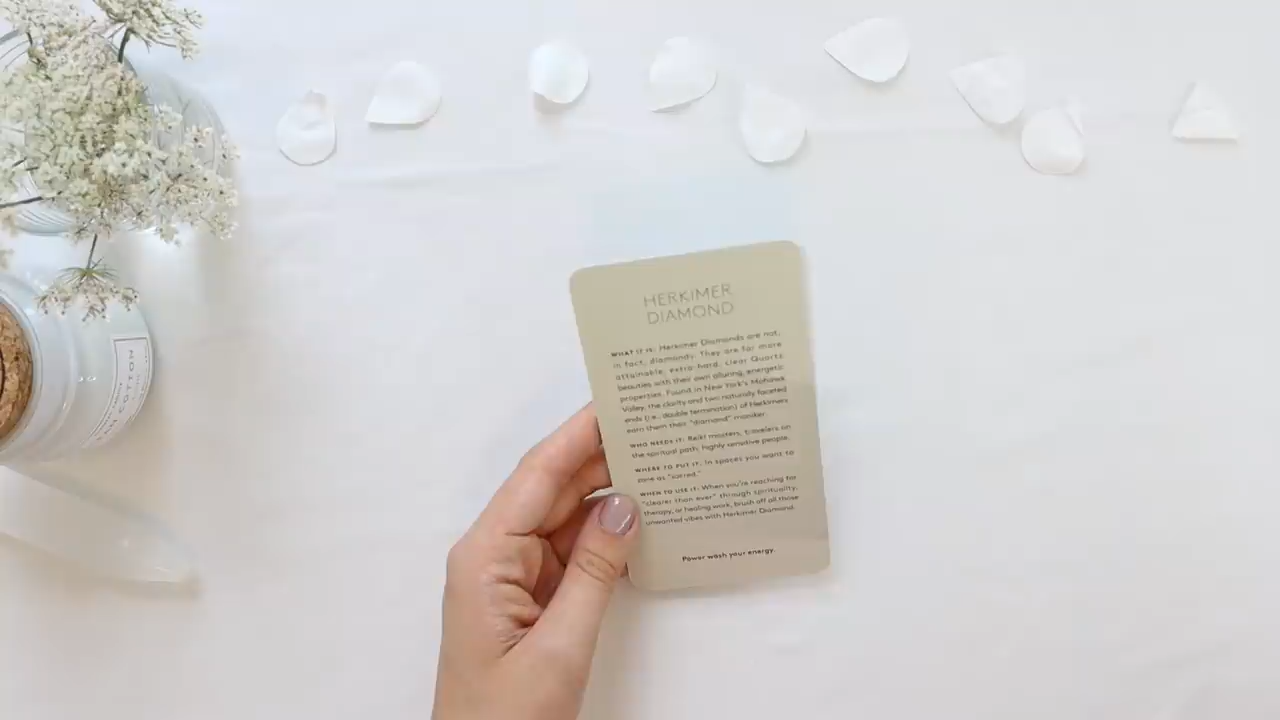 HERKIMER
DIAMOND
WHAT IT IS: Herkimer Diamonds are not,
in fact, diamonds. They are far more
attainable, extra-hard, clear Quartz
beauties with their own alluring, energetic
properties. Found in New York's Mohawk
Valley, the clarity and two naturally faceted
ends (i.e., double termination) of Herkimers
earn them their "diamond" moniker.
WHO NEEDS IT: Reiki masters, travelers on
the spiritual path, highly sensitive people.
WHERE TO PUT IT: In spaces you want to
zone as "sacred."
WHEN TO USE IT: When you're reaching for
"clearer than ever" through spirituality,
therapy, or healing work, brush off all those
unwanted vibes with Herkimer Diamond.
Power wash your energy.
COTTON